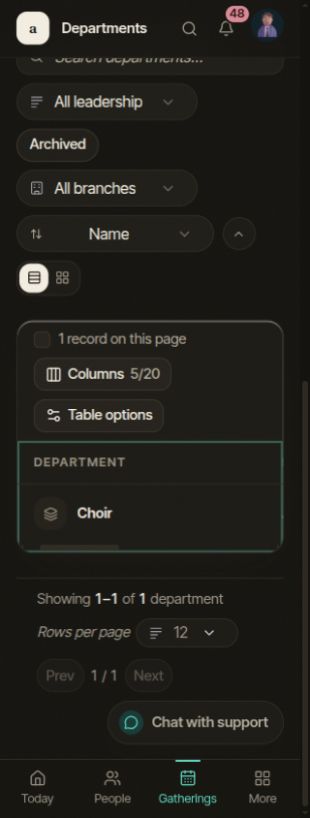 a Departments 48
Search departments...
All leadership
Archived
All branches
Name
1 record on this page
Columns 5/20
Table options
DEPARTMENT
Choir
Showing 1–1 of 1 department
Rows per page 12
Prev 1 / 1 Next
Chat with support
Today People Gatherings More